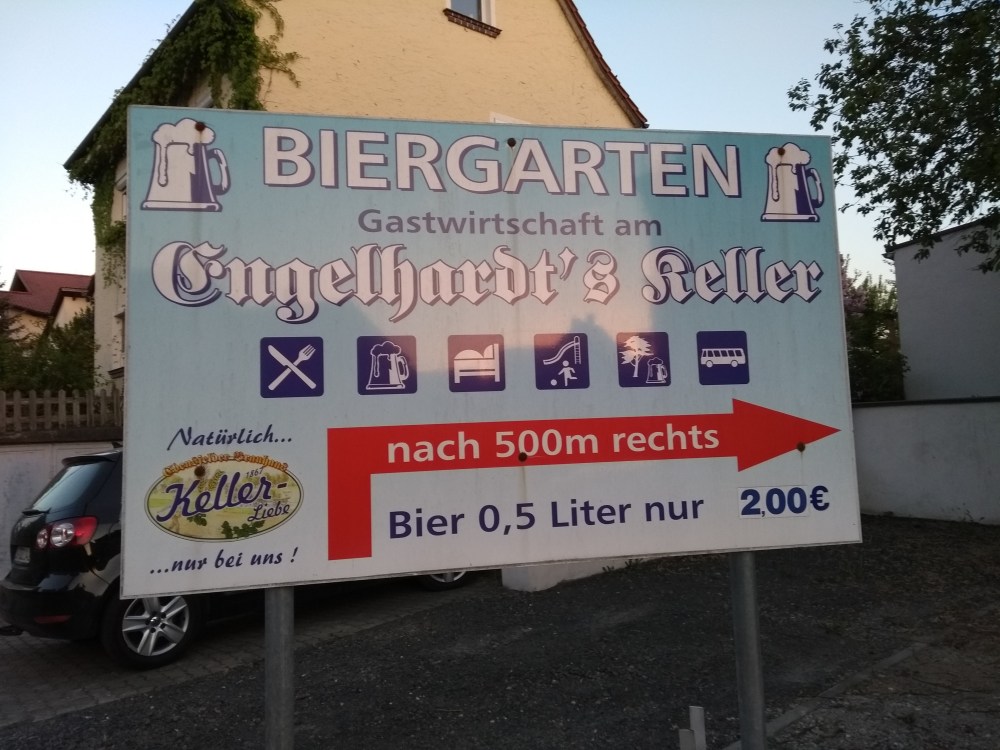 BIERGARTEN
Gastwirtschaft am
Engelhardt's Keller
nach 500m rechts
Bier 0,5 Liter nur 2,00€
Natürlich...
1867
Keller-
Liebe
...nur bei uns !